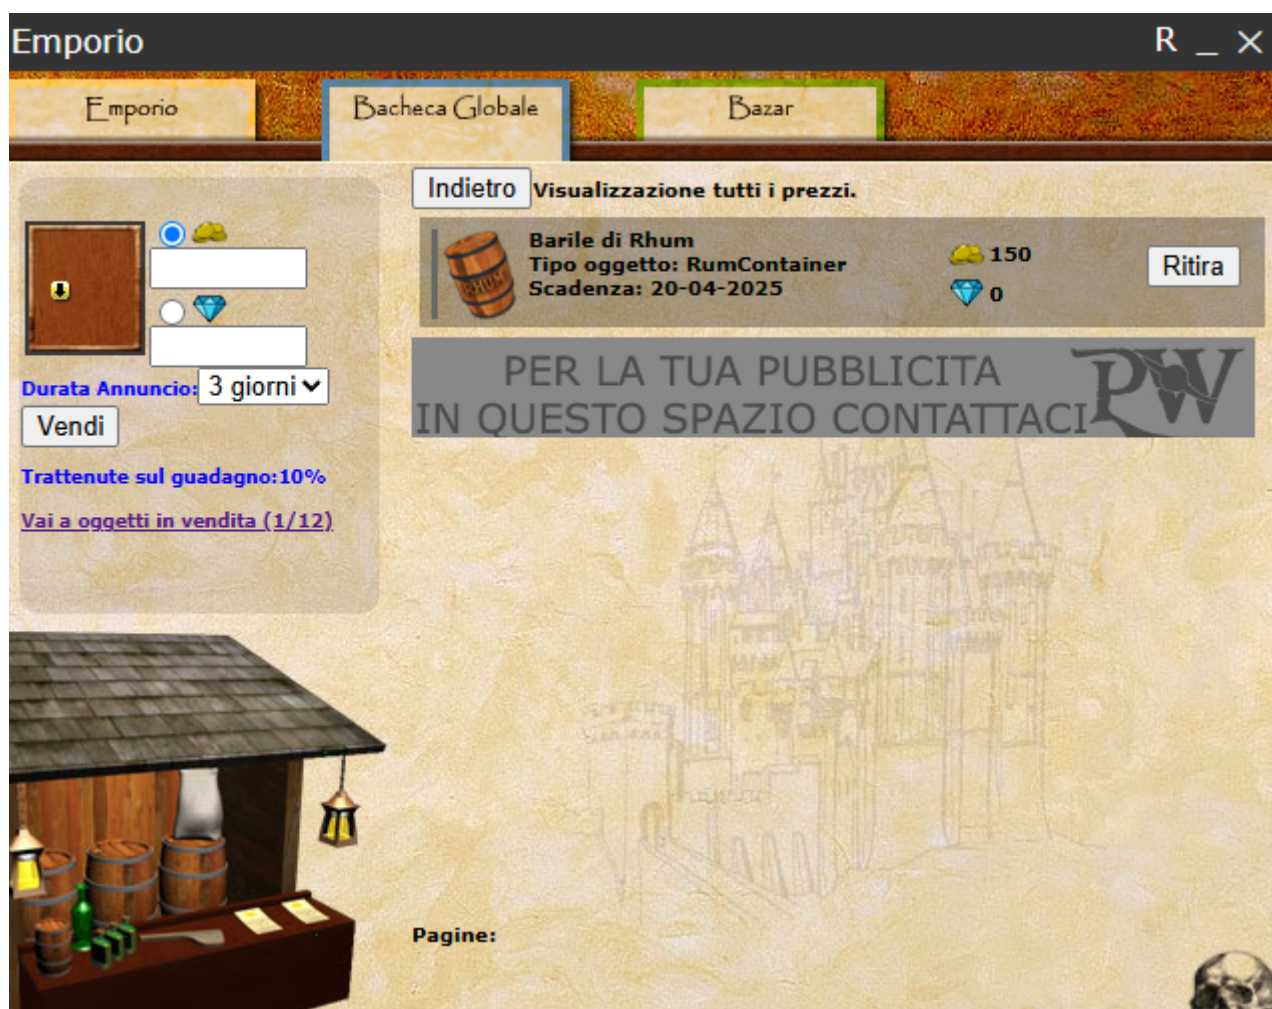 Emporio
R _ ×
Emporio
Bacheca Globale
Bazar
Indietro Visualizzazione tutti i prezzi.
Barile di Rhum
Tipo oggetto: RumContainer
Scadenza: 20-04-2025
150
0
Ritira
RHUM
PER LA TUA PUBBLICITA
IN QUESTO SPAZIO CONTATTACI
PW
Durata Annuncio: 3 giorni
Vendi
Trattenute sul guadagno:10%
Vai a oggetti in vendita (1/12)
Pagine: